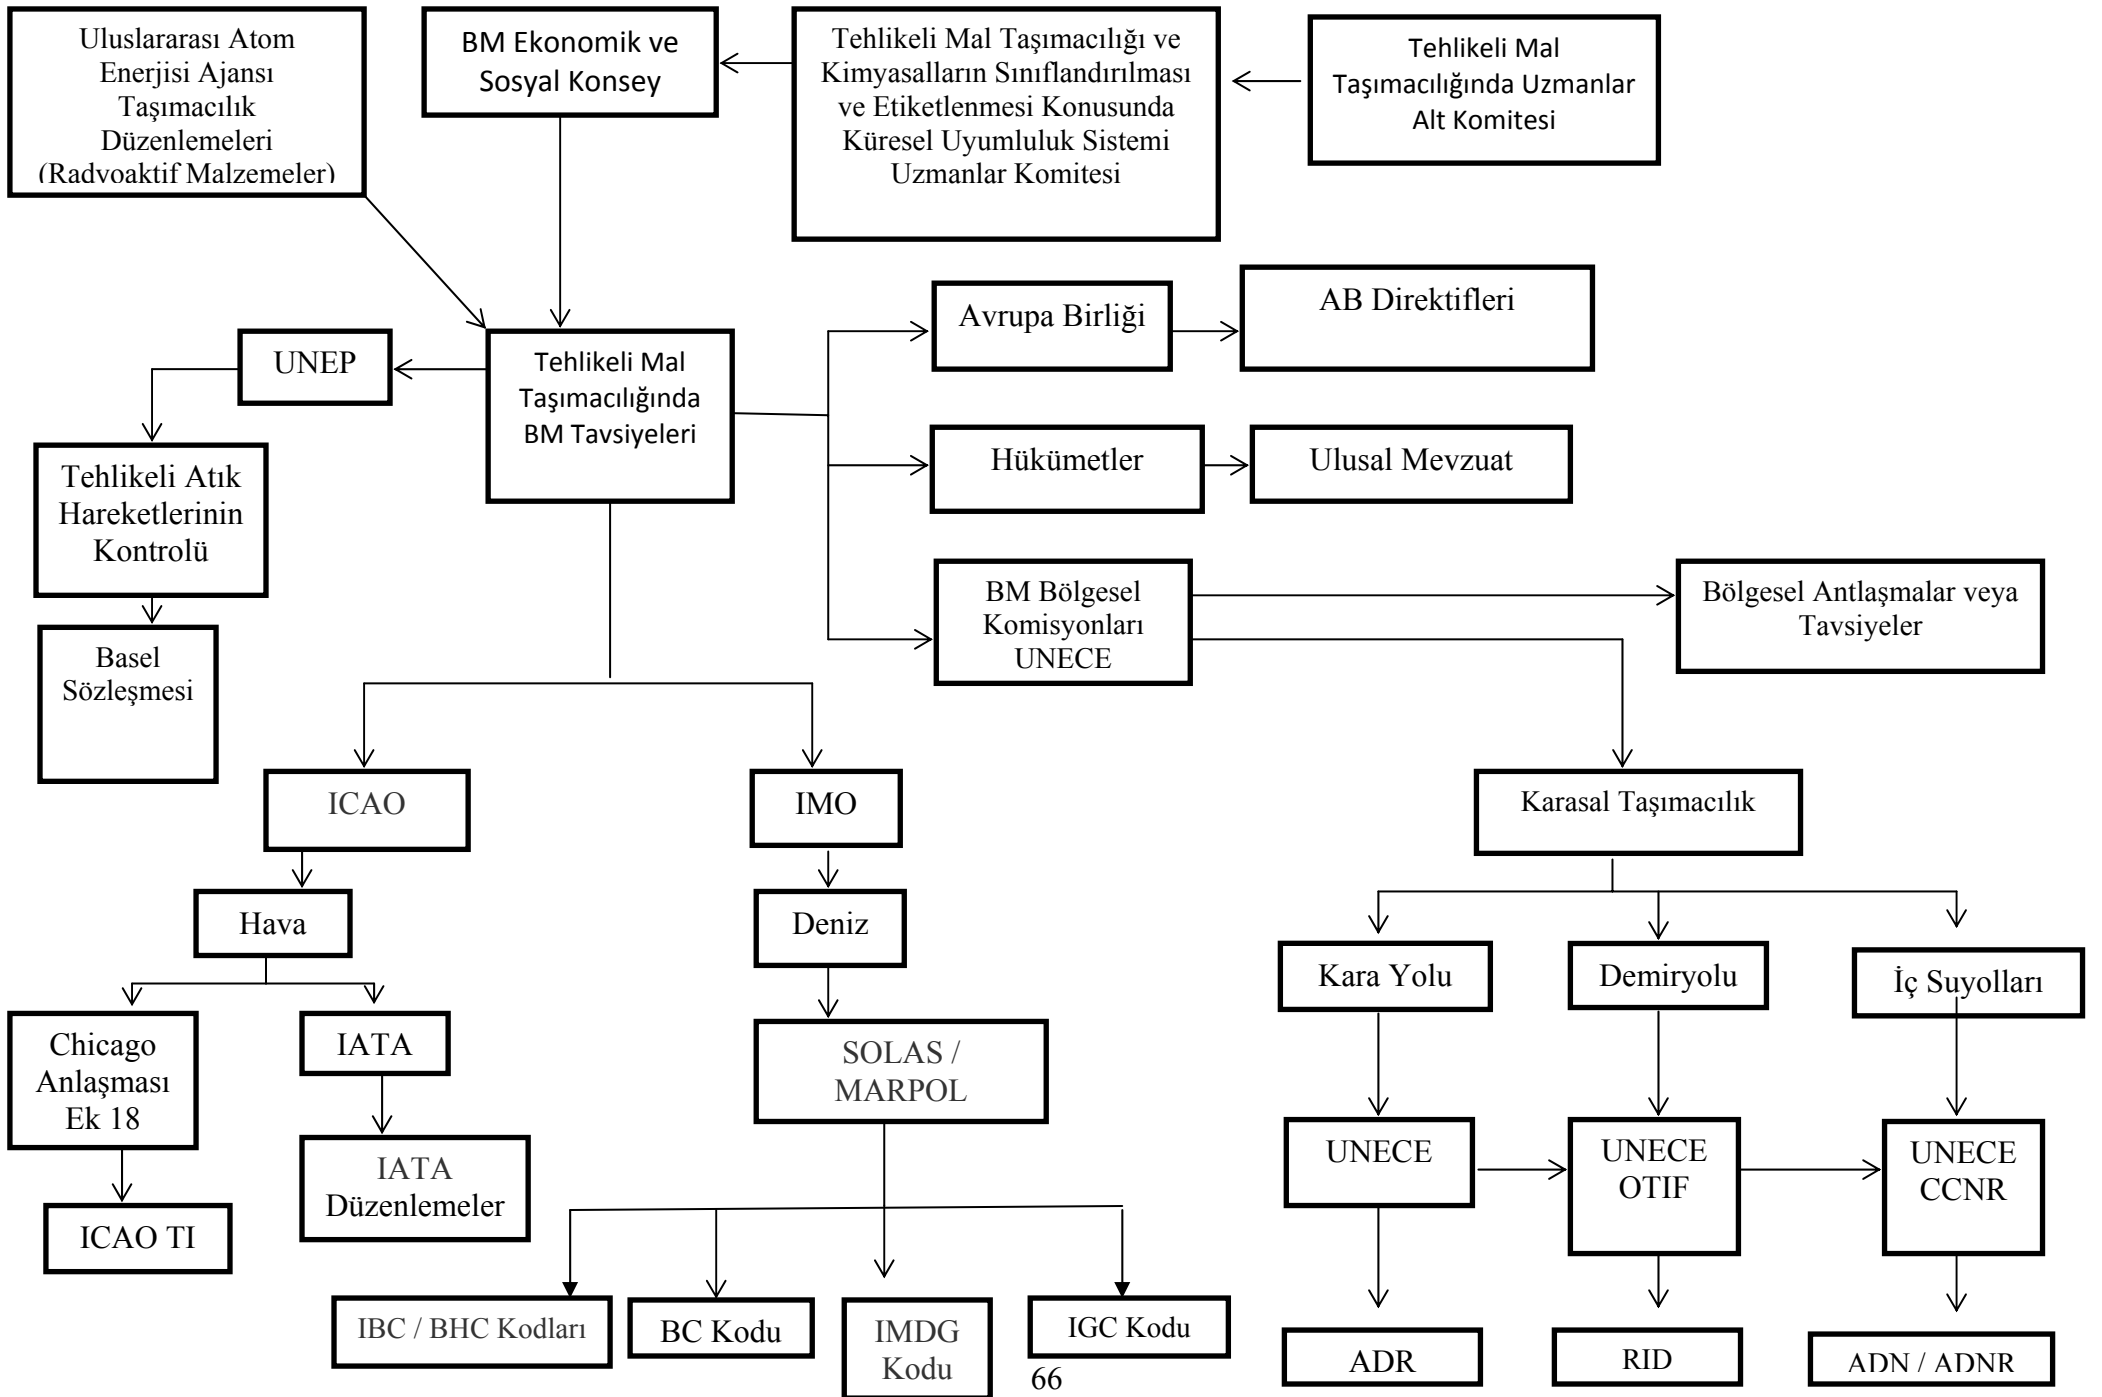 Uluslararası Atom
Enerjisi Ajansı
Taşımacılık
Düzenlemeleri
(Radyoaktif Malzemeler)
BM Ekonomik ve
Sosyal Konsey
Tehlikeli Mal Taşımacılığı ve
Kimyasalların Sınıflandırılması
ve Etiketlenmesi Konusunda
Küresel Uyumluluk Sistemi
Uzmanlar Komitesi
Tehlikeli Mal
Taşımacılığında Uzmanlar
Alt Komitesi
UNEP
Tehlikeli Mal
Taşımacılığında
BM Tavsiyeleri
Avrupa Birliği
AB Direktifleri
Hükümetler
Ulusal Mevzuat
Tehlikeli Atık
Hareketlerinin
Kontrolü
BM Bölgesel
Komisyonları
UNECE
Bölgesel Antlaşmalar veya
Tavsiyeler
Basel
Sözleşmesi
ICAO
IMO
Karasal Taşımacılık
Hava
Deniz
Kara Yolu
Demiryolu
İç Suyolları
Chicago
Anlaşması
Ek 18
IATA
SOLAS /
MARPOL
UNECE
UNECE
OTIF
UNECE
CCNR
IATA
Düzenlemeler
ICAO TI
IBC / BHC Kodları
BC Kodu
IMDG
Kodu
IGC Kodu
ADR
RID
ADN / ADNR
66